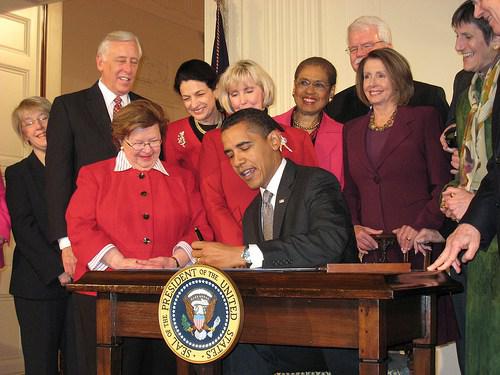 SEAL OF THE PRESIDENT OF THE UNITED STATES